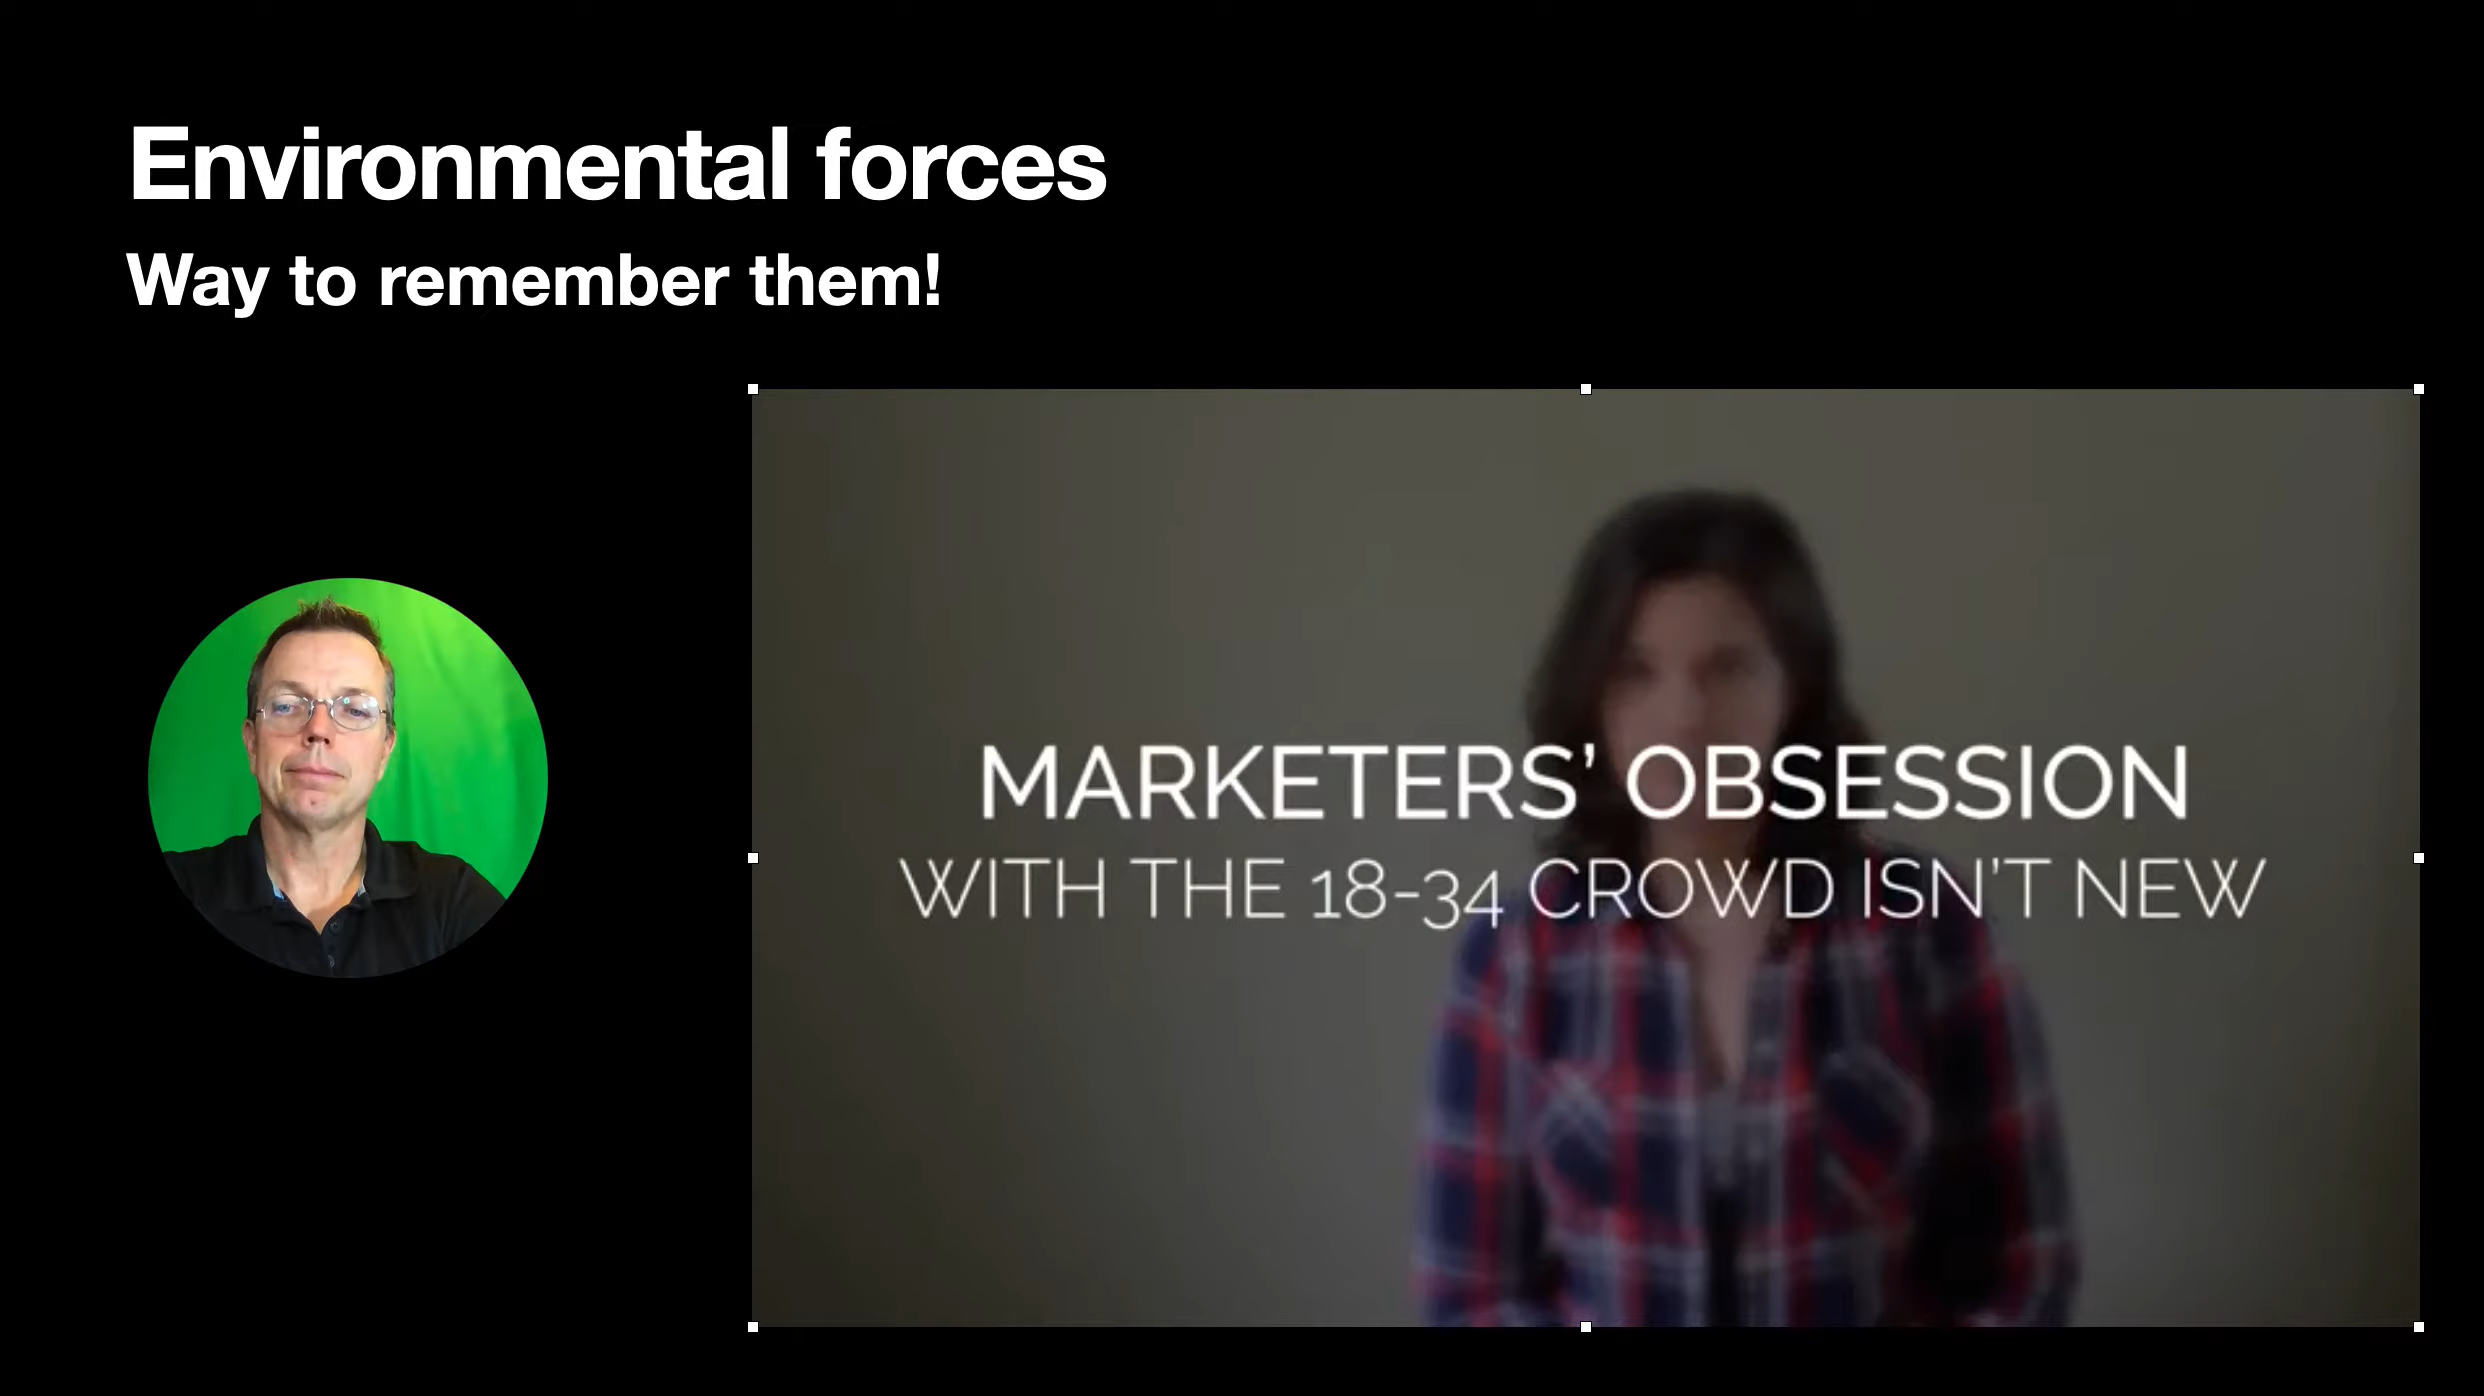 Environmental forces
Way to remember them!
MARKETERS’ OBSESSION
WITH THE 18-34 CROWD ISN’T NEW